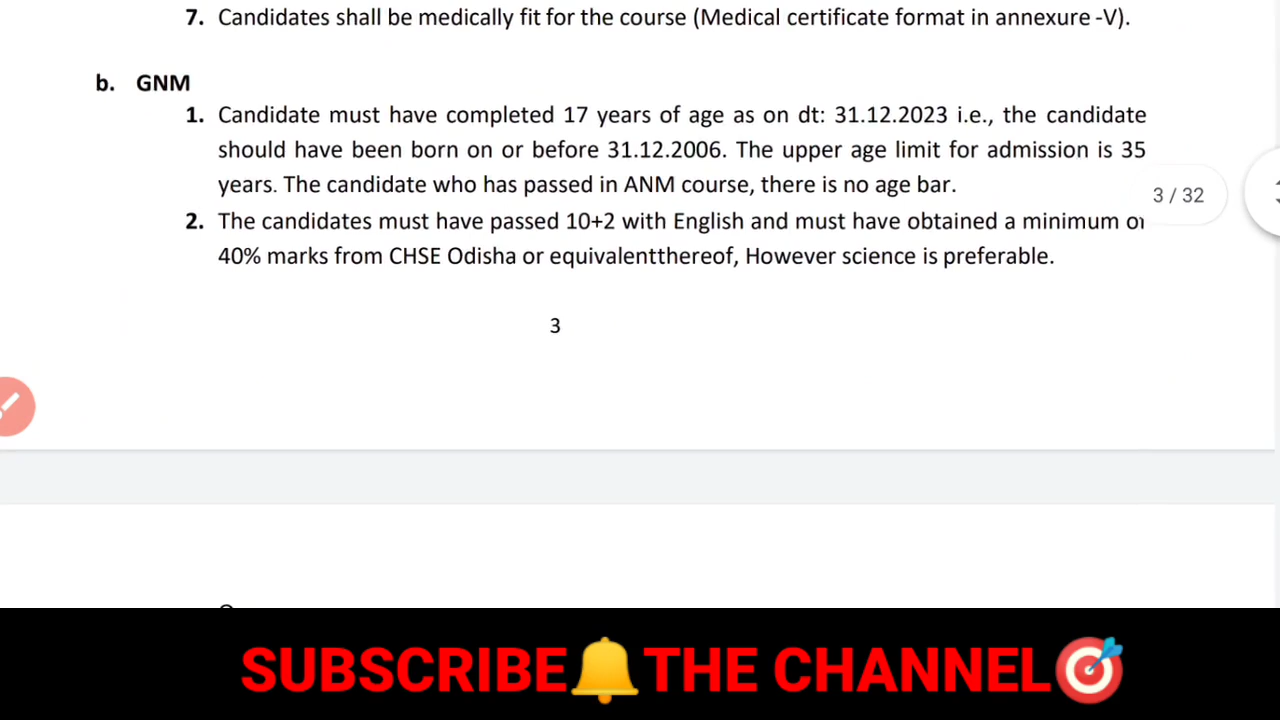 7. Candidates shall be medically fit for the course (Medical certificate format in annexure -V).
b. GNM
1. Candidate must have completed 17 years of age as on dt: 31.12.2023 i.e., the candidate
should have been born on or before 31.12.2006. The upper age limit for admission is 35
years. The candidate who has passed in ANM course, there is no age bar.
3 / 32
2. The candidates must have passed 10+2 with English and must have obtained a minimum of
40% marks from CHSE Odisha or equivalentthereof, However science is preferable.
3
SUBSCRIBE🔔THE CHANNEL🎯